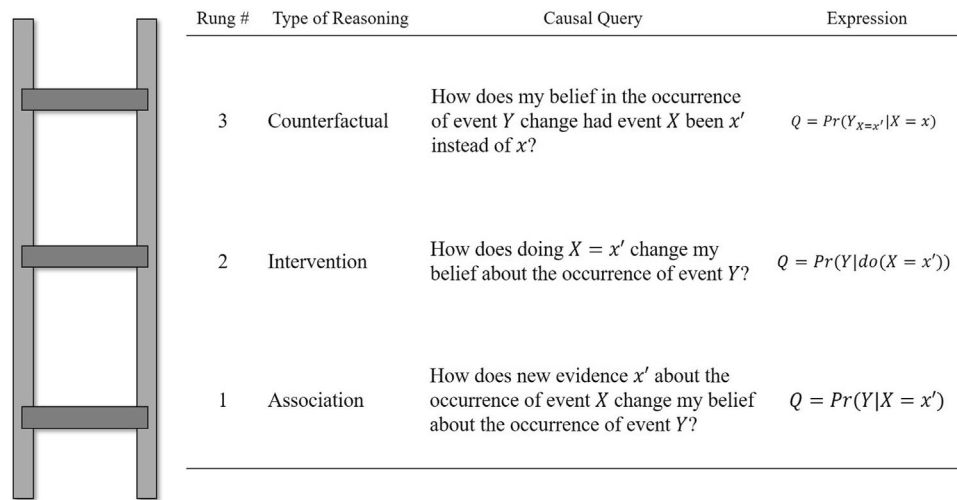 Rung # Type of Reasoning Causal Query Expression
How does my belief in the occurrence
3 Counterfactual of event Y change had event X been x′ Q = Pr(Y_{X=x′}|X = x)
instead of x?
How does doing X = x′ change my
2 Intervention belief about the occurrence of event Y? Q = Pr(Y|do(X = x′))
How does new evidence x′ about the
1 Association occurrence of event X change my belief Q = Pr(Y|X = x′)
about the occurrence of event Y?